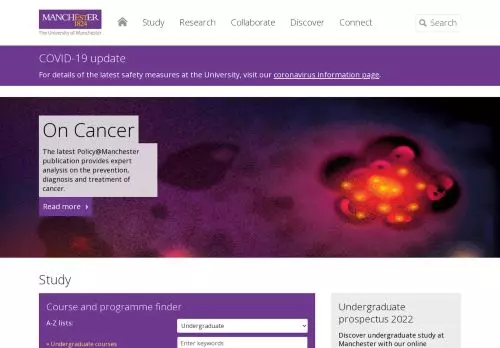 MANCHESTER
1824
The University of Manchester
Study Research Collaborate Discover Connect
Search
COVID-19 update
For details of the latest safety measures at the University, visit our coronavirus information page.
On Cancer
The latest Policy@Manchester
publication provides expert
analysis on the prevention,
diagnosis and treatment of
cancer.
Read more
Study
Course and programme finder
A-Z lists:
» Undergraduate courses
Undergraduate
Enter keywords
Undergraduate
prospectus 2022
Discover undergraduate study at
Manchester with our online